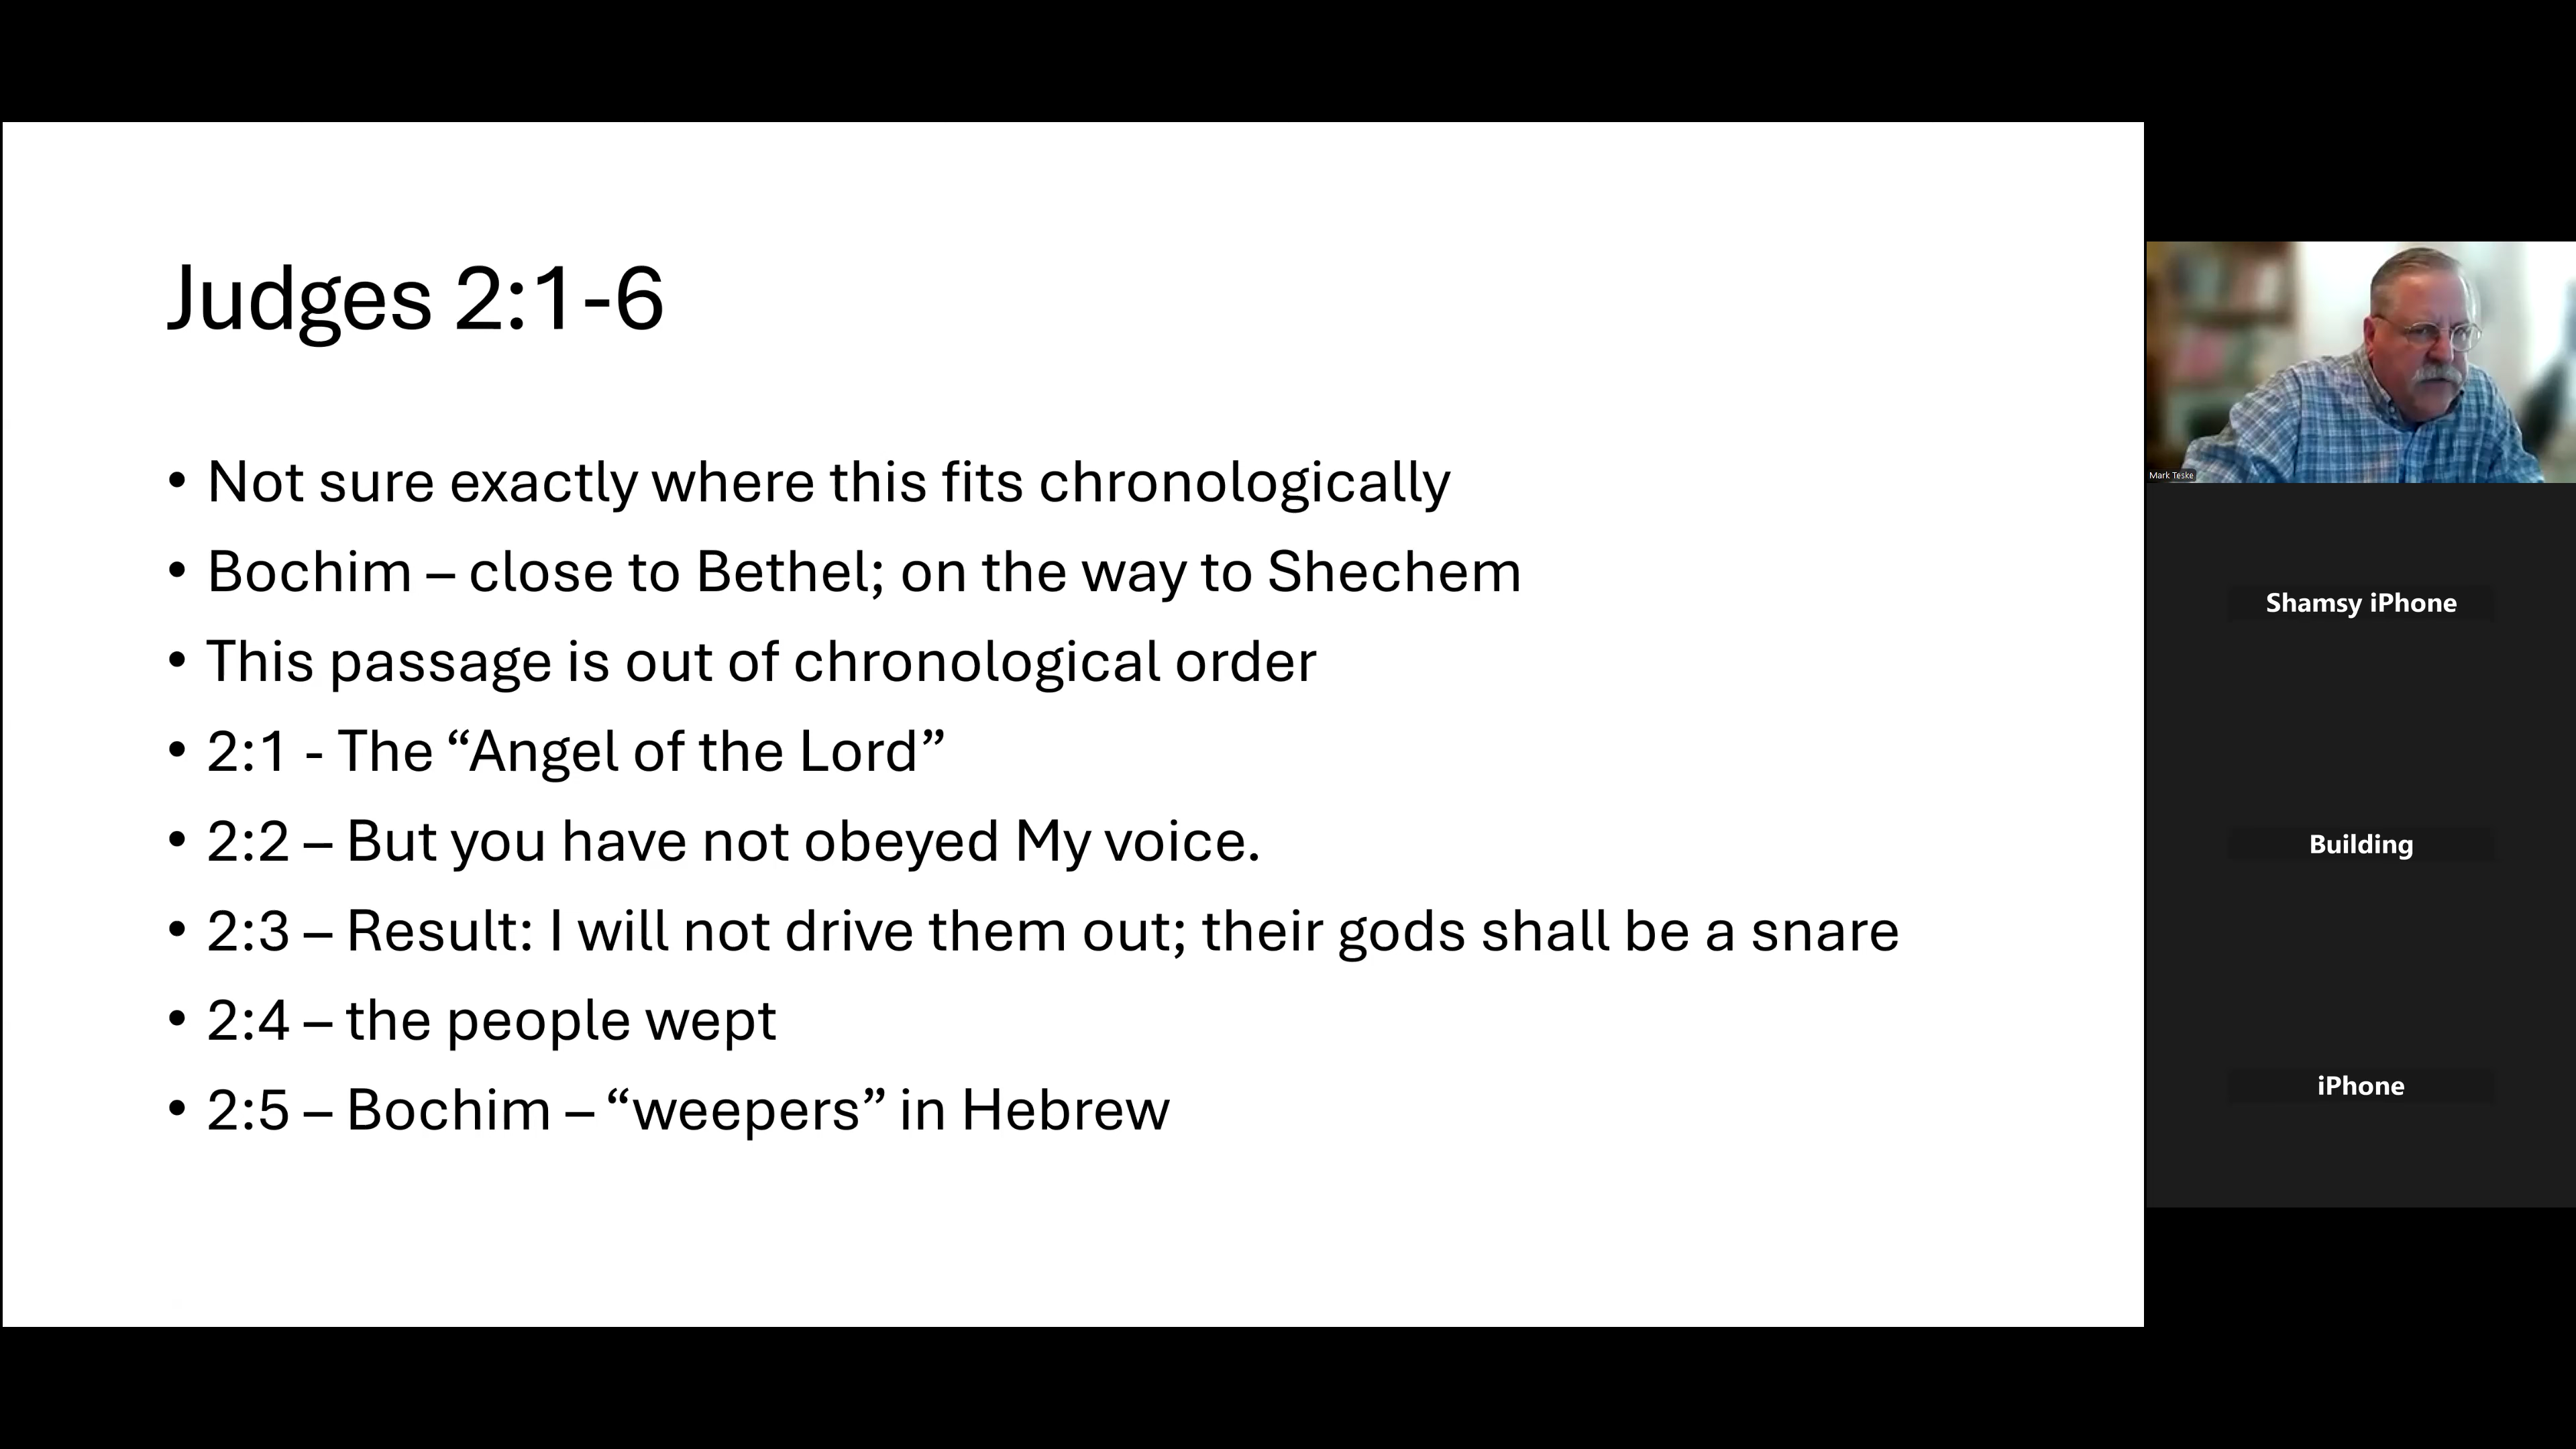 Judges 2:1-6
• Not sure exactly where this fits chronologically
• Bochim – close to Bethel; on the way to Shechem
• This passage is out of chronological order
• 2:1 - The “Angel of the Lord”
• 2:2 – But you have not obeyed My voice.
• 2:3 – Result: I will not drive them out; their gods shall be a snare
• 2:4 – the people wept
• 2:5 – Bochim – “weepers” in Hebrew
Mark Teske
Shamsy iPhone
Building
iPhone